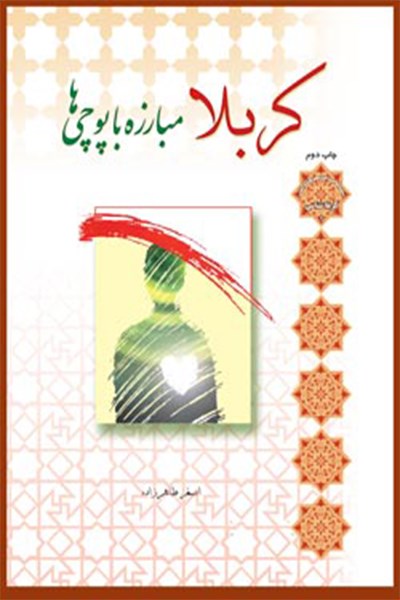 کربلا مبارزه با پوچی‌ها
چاپ دوم
اصغر طاهرزاده